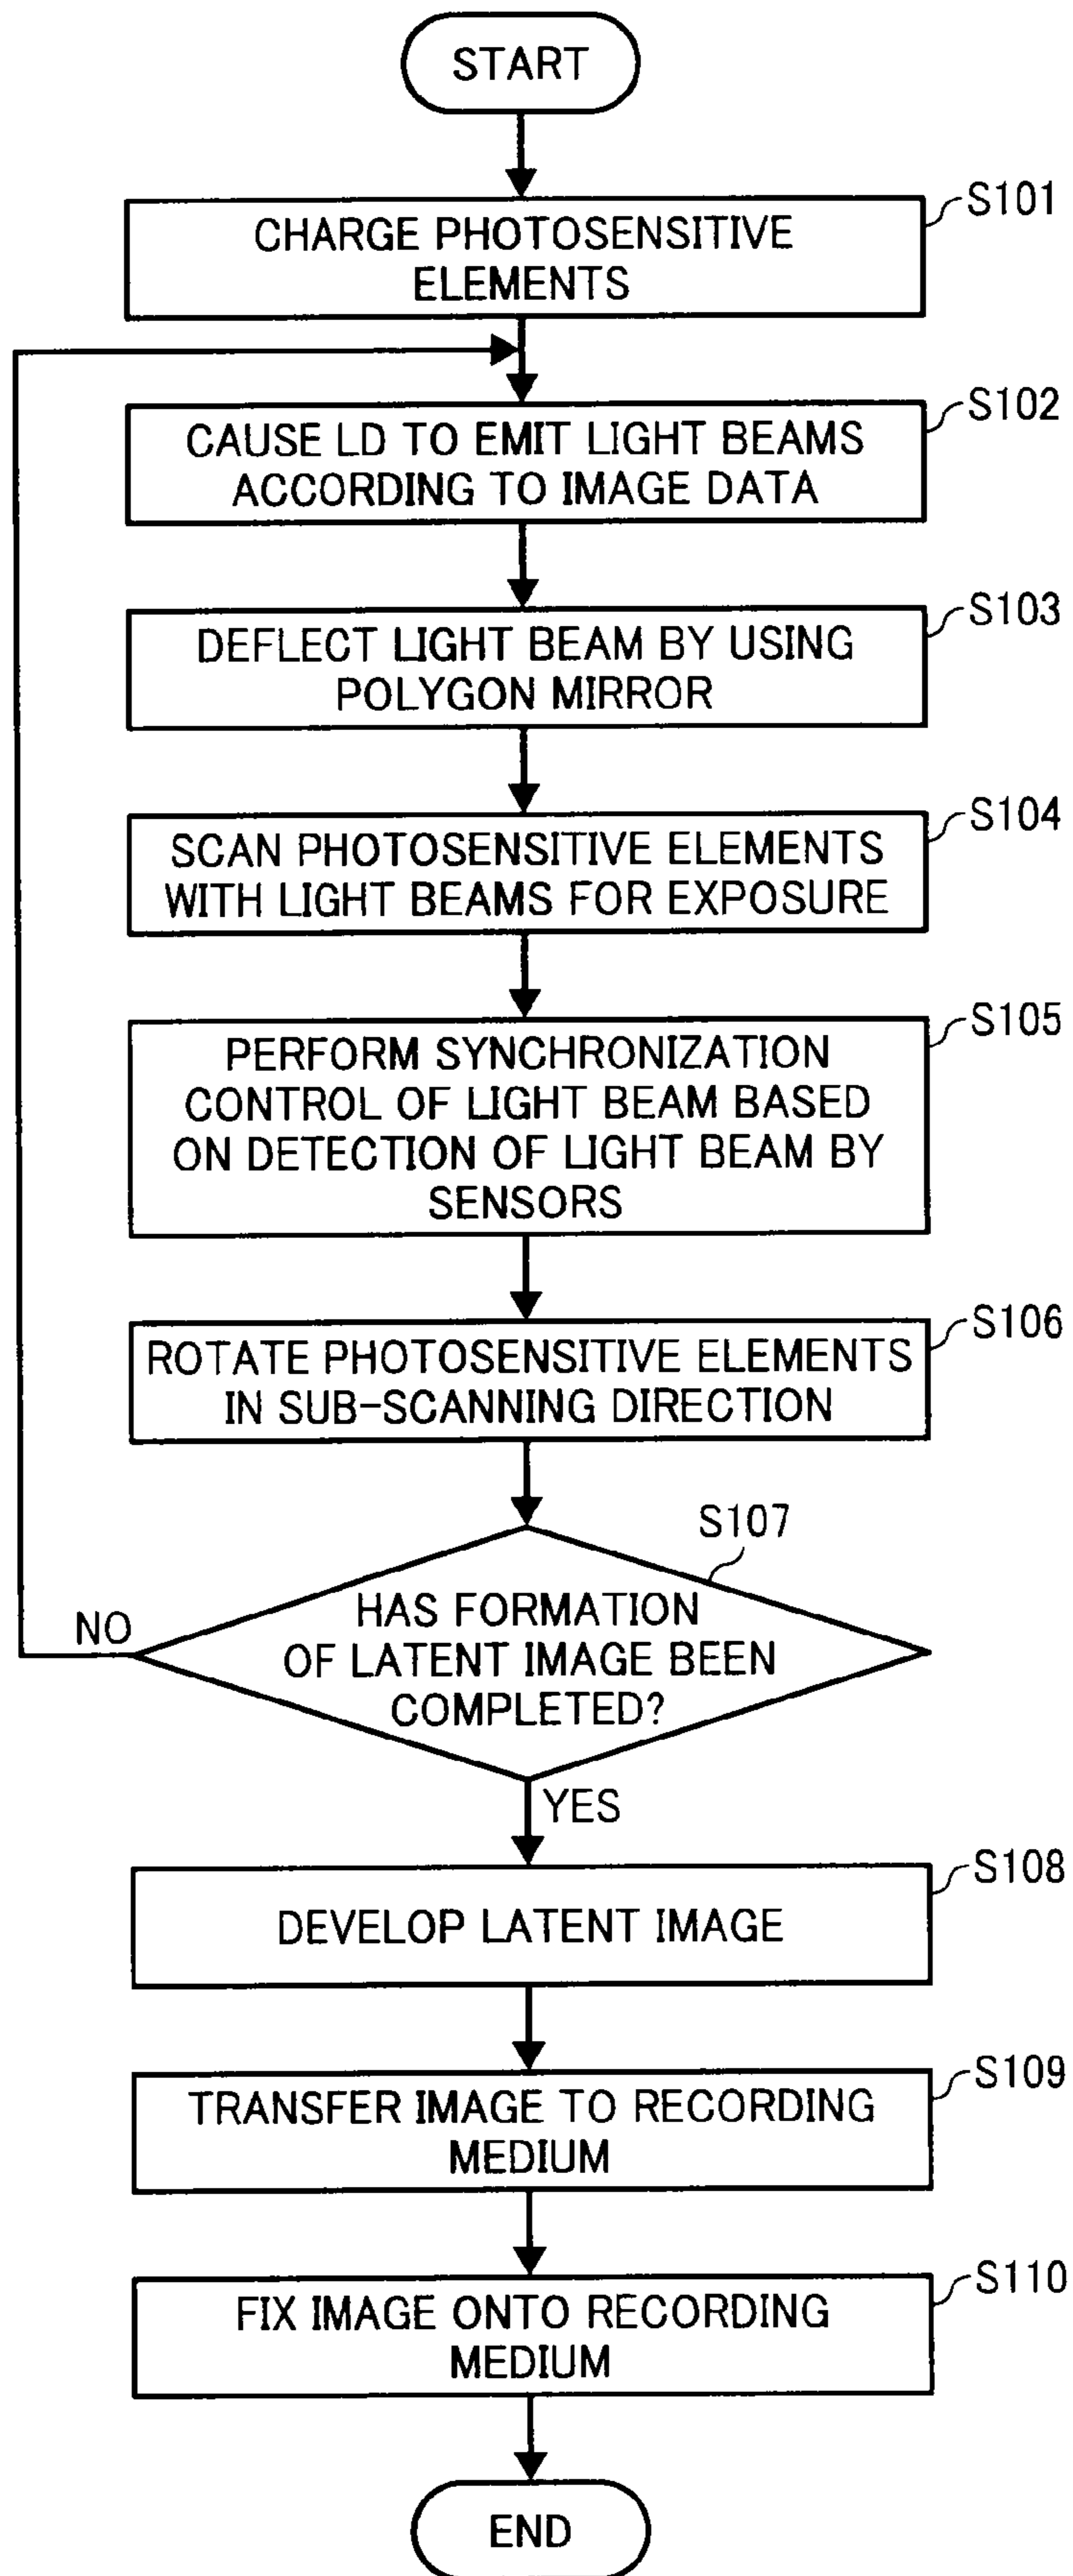 START
S101
CHARGE PHOTOSENSITIVE
ELEMENTS
S102
CAUSE LD TO EMIT LIGHT BEAMS
ACCORDING TO IMAGE DATA
S103
DEFLECT LIGHT BEAM BY USING
POLYGON MIRROR
S104
SCAN PHOTOSENSITIVE ELEMENTS
WITH LIGHT BEAMS FOR EXPOSURE
S105
PERFORM SYNCHRONIZATION
CONTROL OF LIGHT BEAM BASED
ON DETECTION OF LIGHT BEAM BY
SENSORS
S106
ROTATE PHOTOSENSITIVE ELEMENTS
IN SUB-SCANNING DIRECTION
S107
HAS FORMATION
OF LATENT IMAGE BEEN
COMPLETED?
NO
YES
S108
DEVELOP LATENT IMAGE
S109
TRANSFER IMAGE TO RECORDING
MEDIUM
S110
FIX IMAGE ONTO RECORDING
MEDIUM
END